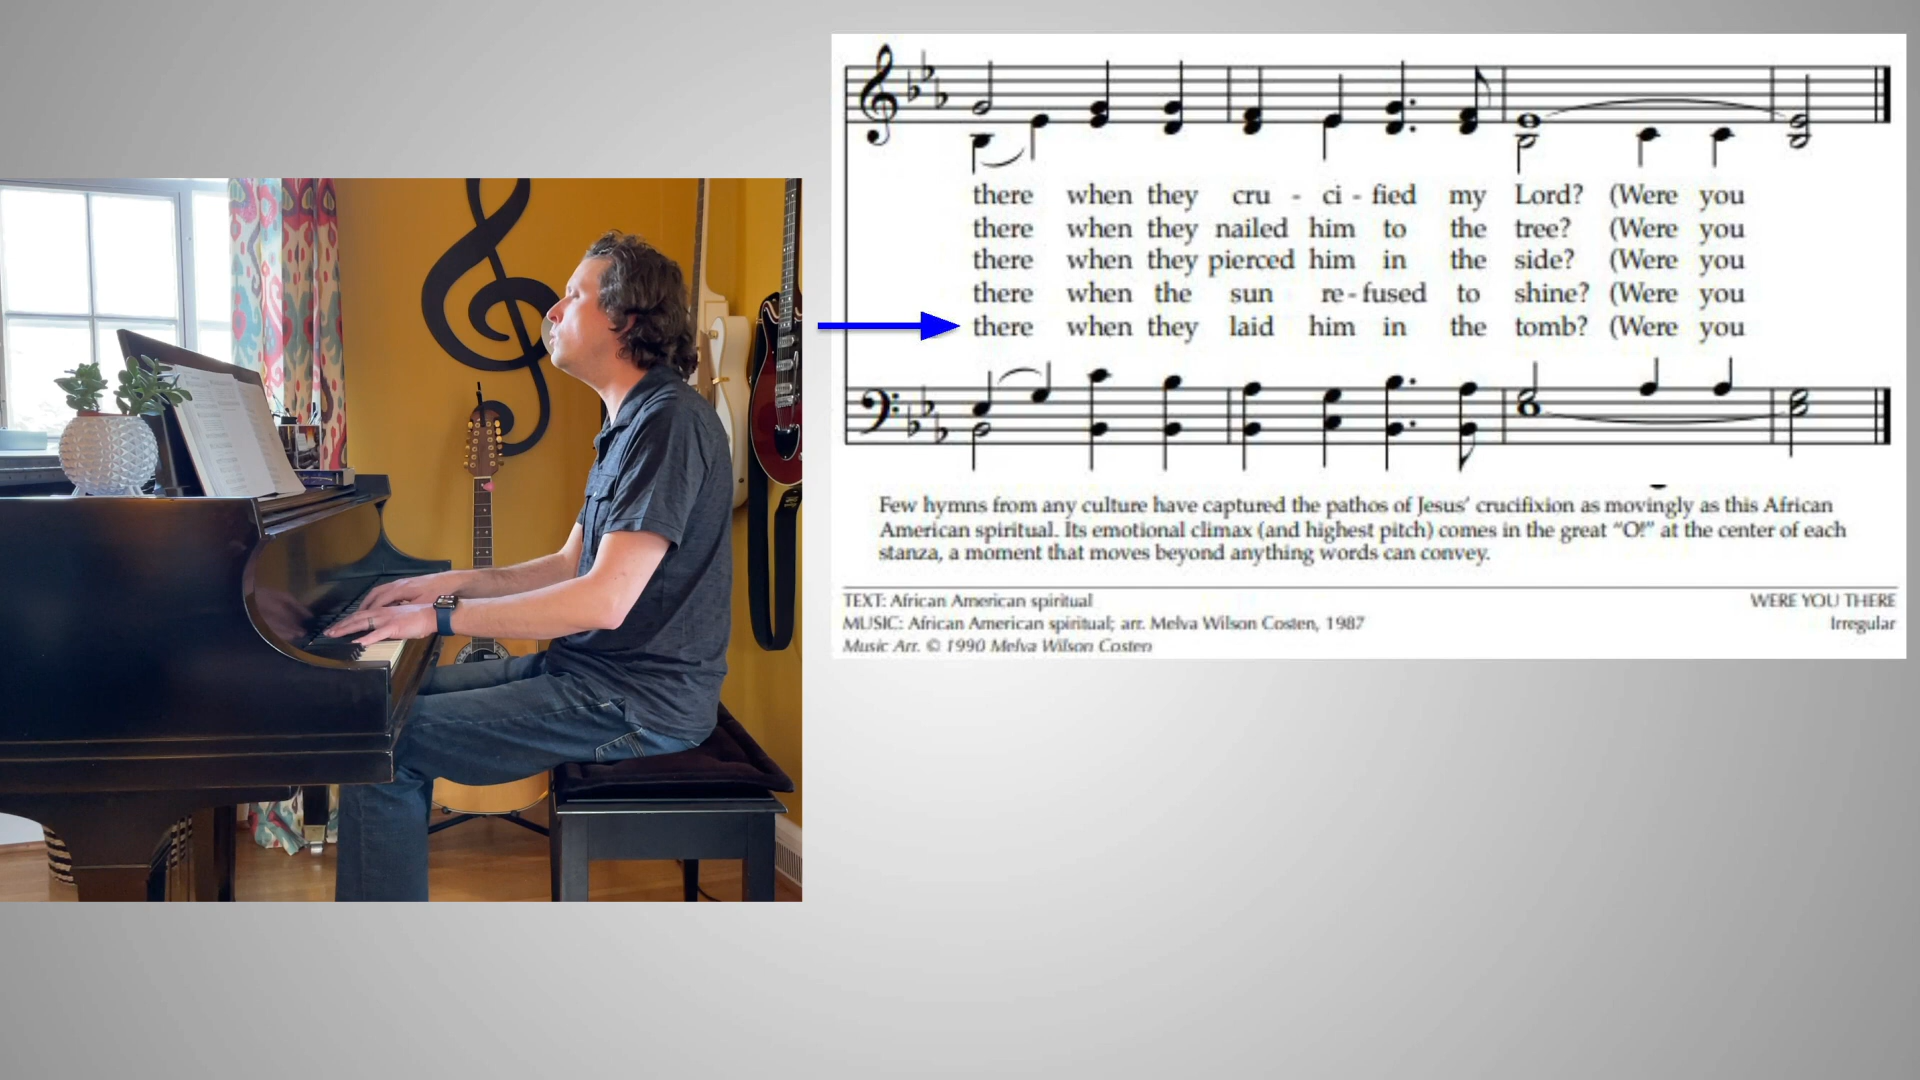 there when they cru - ci - fied my Lord? (Were you
there when they nailed him to the tree? (Were you
there when they pierced him in the side? (Were you
there when the sun re - fused to shine? (Were you
there when they laid him in the tomb? (Were you
Few hymns from any culture have captured the pathos of Jesus’ crucifixion as movingly as this African
American spiritual. Its emotional climax (and highest pitch) comes in the great “O!” at the center of each
stanza, a moment that moves beyond anything words can convey.
TEXT: African American spiritual
WERE YOU THERE
MUSIC: African American spiritual; arr. Melva Wilson Costen, 1987
Irregular
Music Arr. © 1990 Melva Wilson Costen